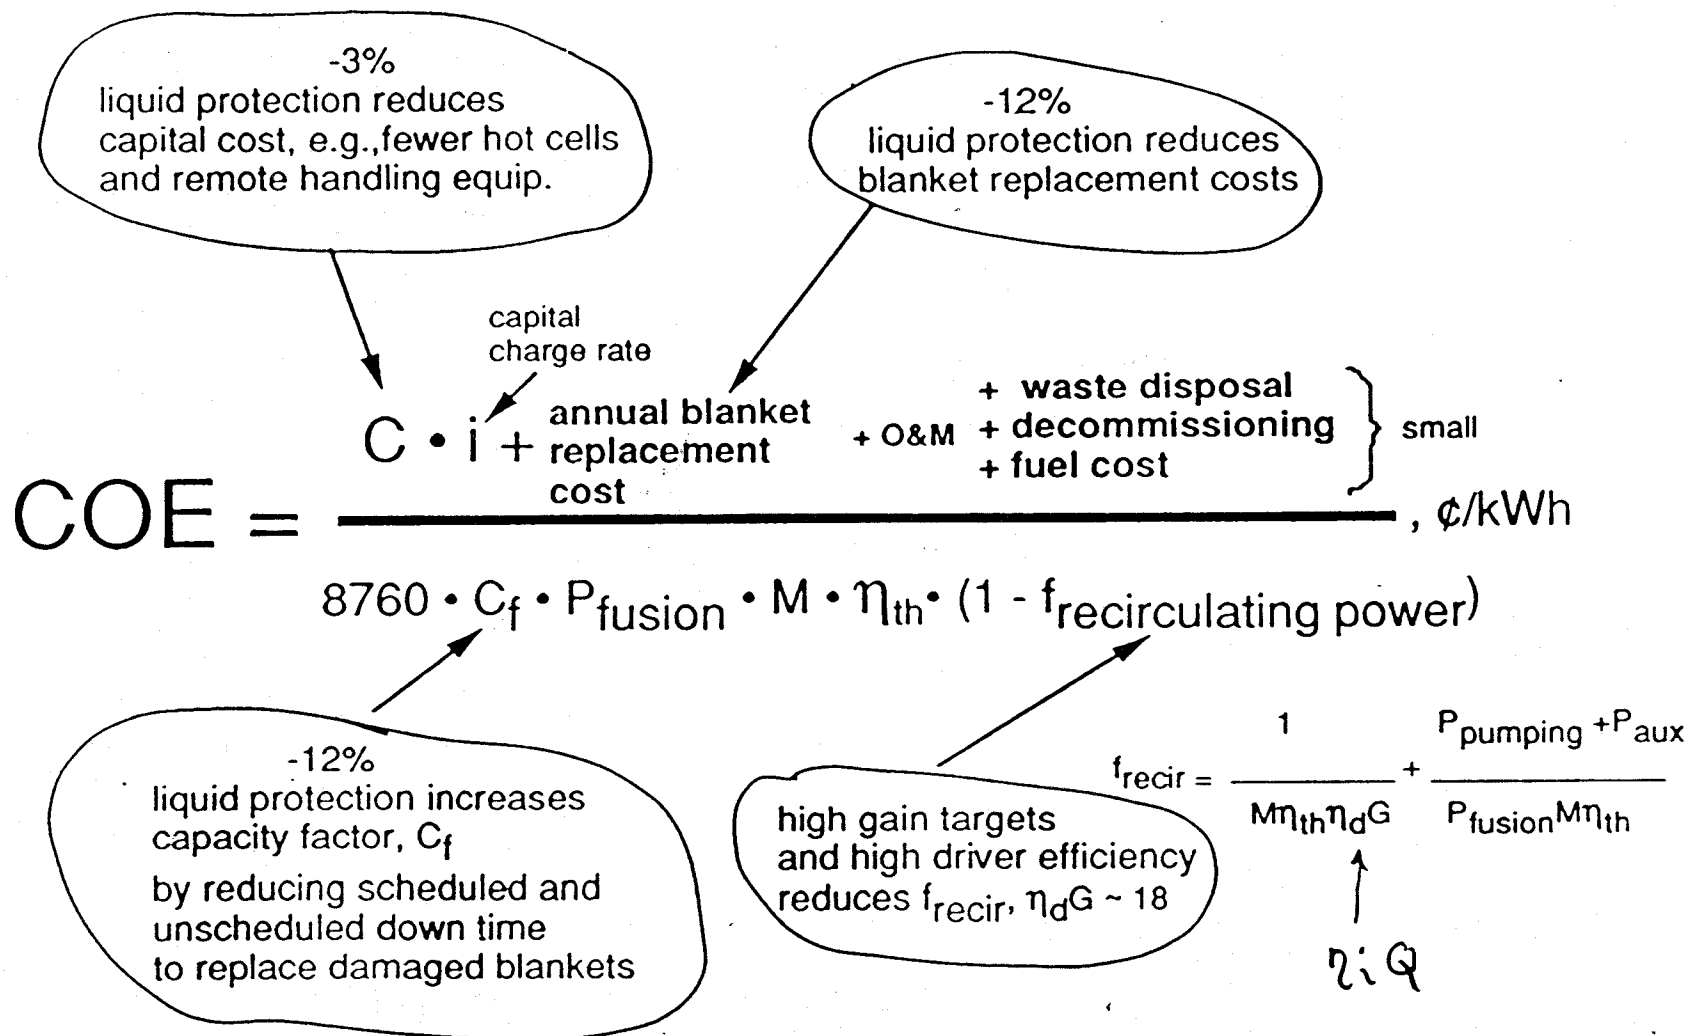 -3%
liquid protection reduces
capital cost, e.g.,fewer hot cells
and remote handling equip.
-12%
liquid protection reduces
blanket replacement costs
capital
charge rate
C • i + annual blanket replacement cost + O&M + waste disposal + decommissioning + fuel cost } small
COE = , ¢/kWh
8760 • Cf • Pfusion • M • ηth • (1 - frecirculating power)
-12%
liquid protection increases
capacity factor, Cf
by reducing scheduled and
unscheduled down time
to replace damaged blankets
high gain targets
and high driver efficiency
reduces frecir, ηdG ~ 18
1 Ppumping +Paux
frecir = +
MηthηdG PfusionMηth
ηiQ